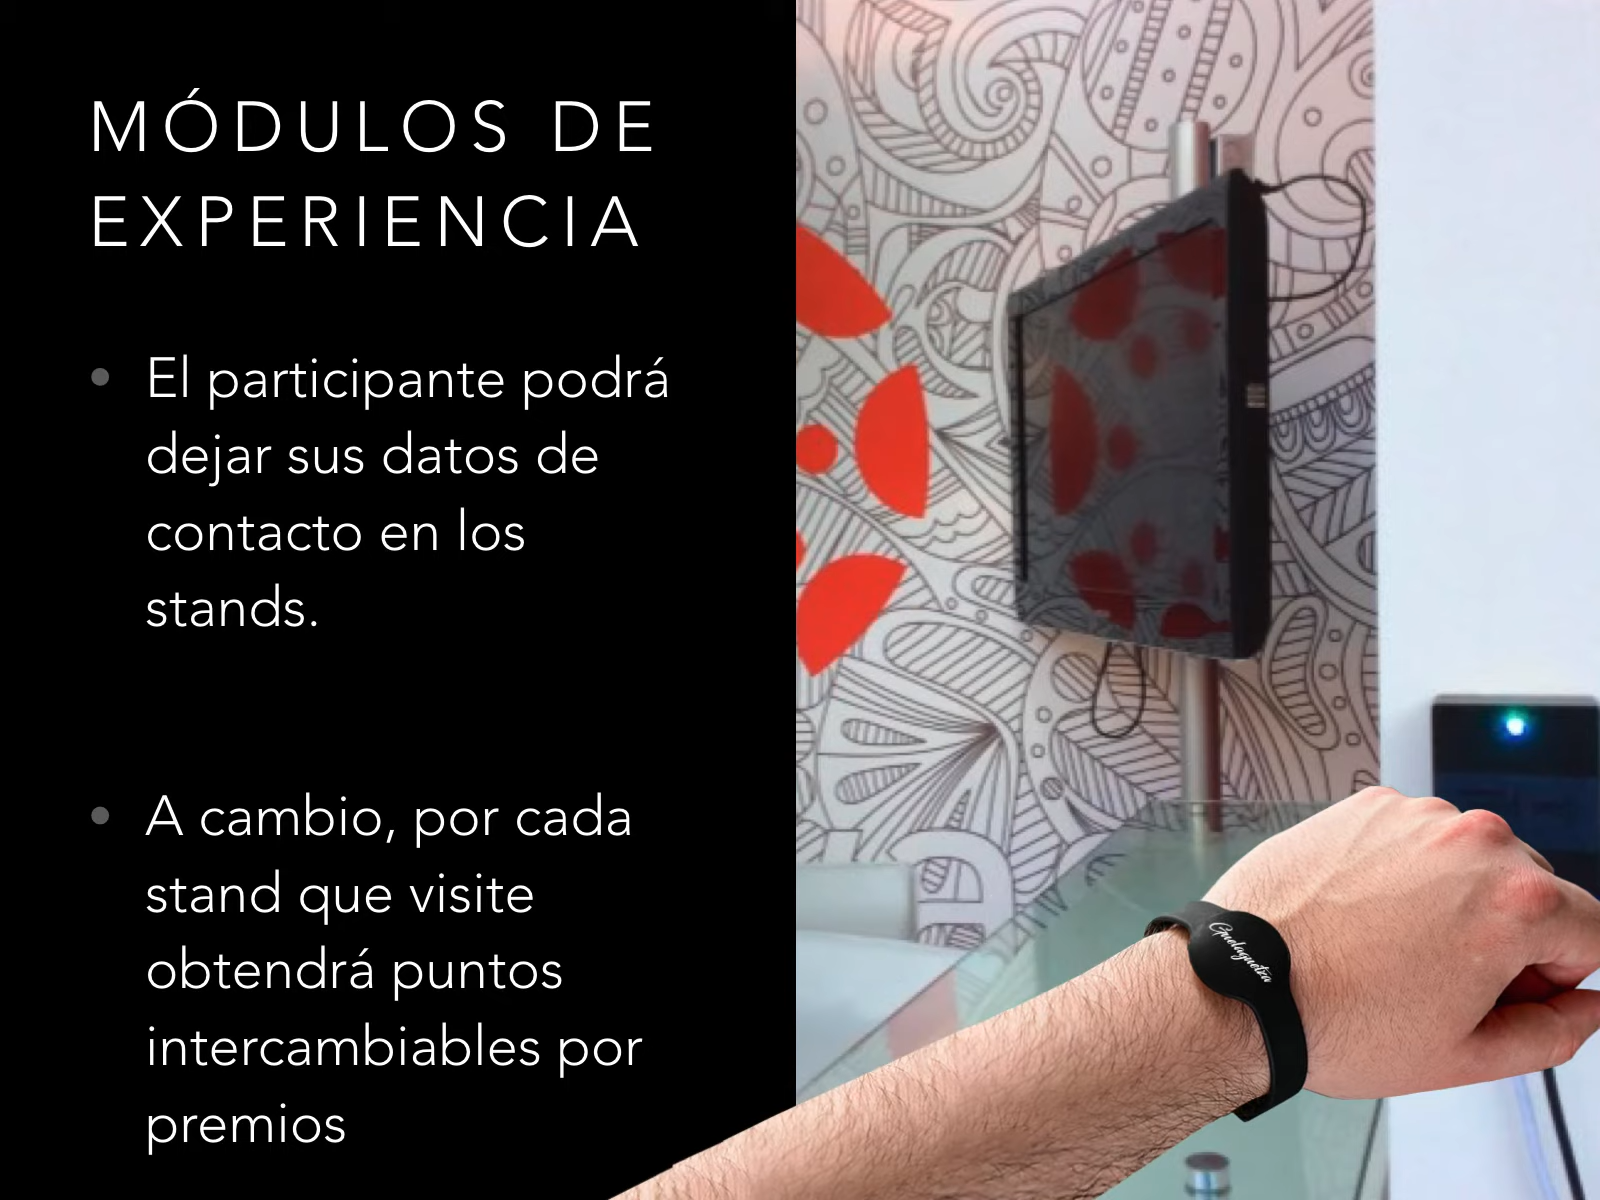 MÓDULOS DE
EXPERIENCIA
• El participante podrá
dejar sus datos de
contacto en los
stands.
• A cambio, por cada
stand que visite
obtendrá puntos
intercambiables por
premios
Guelaguetza